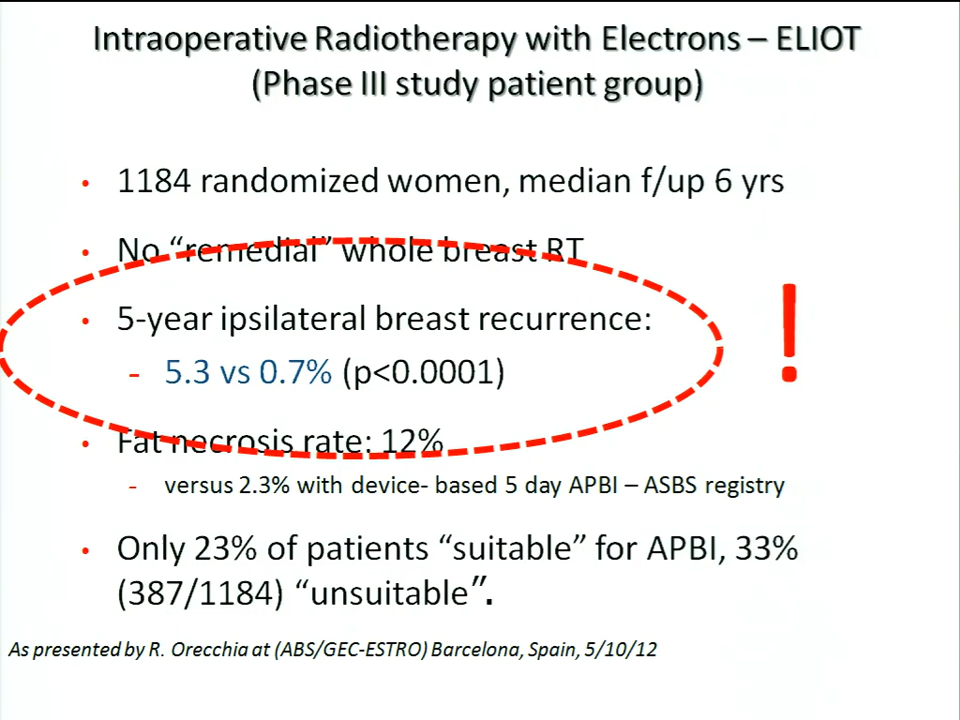 Intraoperative Radiotherapy with Electrons – ELIOT
(Phase III study patient group)
• 1184 randomized women, median f/up 6 yrs
• No “remedial” whole breast RT
• 5-year ipsilateral breast recurrence:
- 5.3 vs 0.7% (p<0.0001)
!
• Fat necrosis rate: 12%
- versus 2.3% with device- based 5 day APBI – ASBS registry
• Only 23% of patients “suitable” for APBI, 33%
(387/1184) “unsuitable”.
As presented by R. Orecchia at (ABS/GEC-ESTRO) Barcelona, Spain, 5/10/12